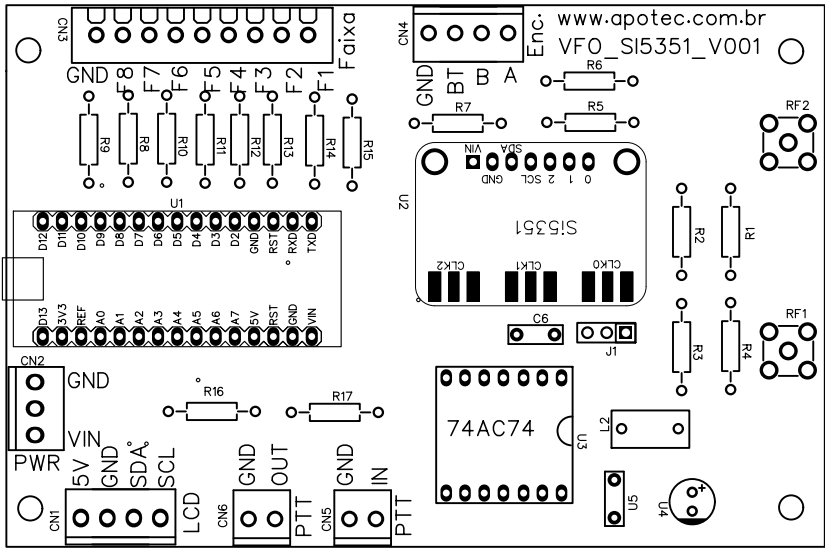 www.apotec.com.br
VFO_SI5351_V001
CN3
GND
F8
F7
F6
F5
F4
F3
F2
F1
Faixa
CN4
GND
BT
B
A
Enc.
R6
R5
R7
R9
R8
R10
R11
R12
R13
R14
R15
RF2
U2
VIN
GND
SDA
SCL
2
1
0
Si5351
CLK2
CLK1
CLK0
R2
R1
U1
D12
D11
D10
D9
D8
D7
D6
D5
D4
D3
D2
GND
RST
RXD
TXD
D13
3V3
REF
A0
A1
A2
A3
A4
A5
A6
A7
5V
RST
GND
VIN
C6
J1
R3
R4
RF1
CN2
GND
VIN
PWR
R16
R17
74AC74
U3
L2
U5
U4
+
CN1
5V
GND
SDA
SCL
LCD
CN6
GND
OUT
PTT
CN5
GND
IN
PTT